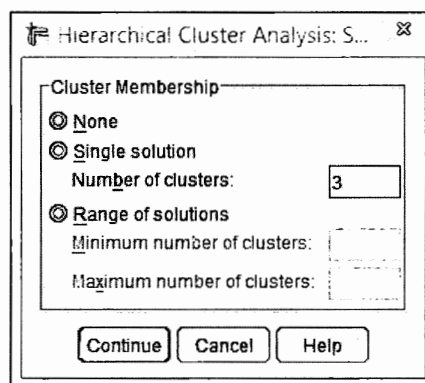 Hierarchical Cluster Analysis: S...
Cluster Membership
None
Single solution
Number of clusters: 3
Range of solutions
Minimum number of clusters:
Maximum number of clusters:
Continue Cancel Help